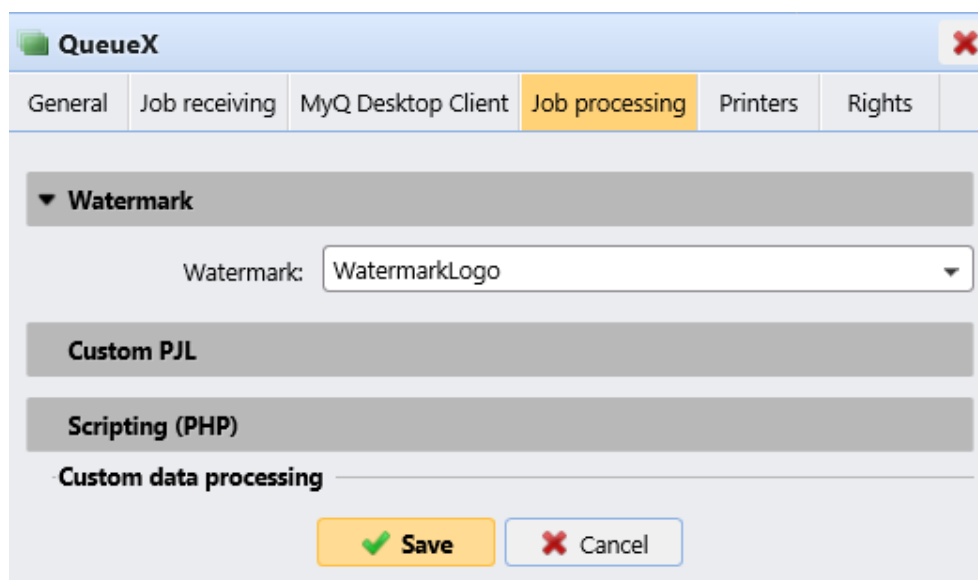 QueueX
General Job receiving MyQ Desktop Client Job processing Printers Rights
Watermark
Watermark: WatermarkLogo
Custom PJL
Scripting (PHP)
Custom data processing
Save Cancel